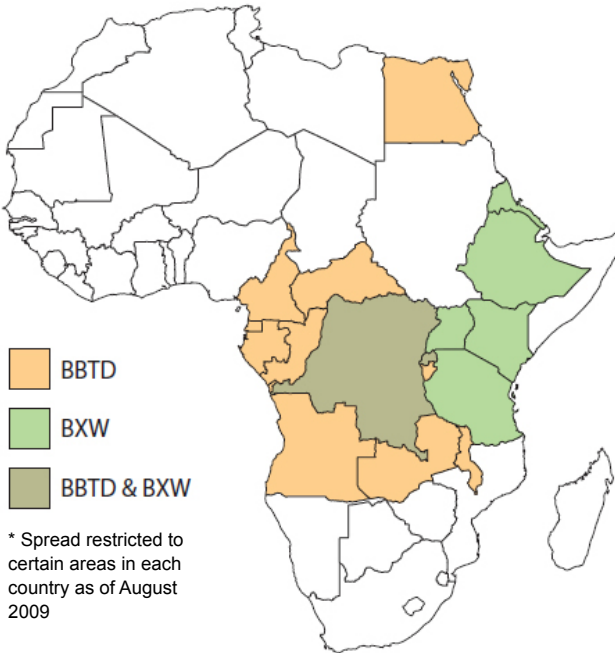 BBTD
BXW
BBTD & BXW
* Spread restricted to
certain areas in each
country as of August
2009